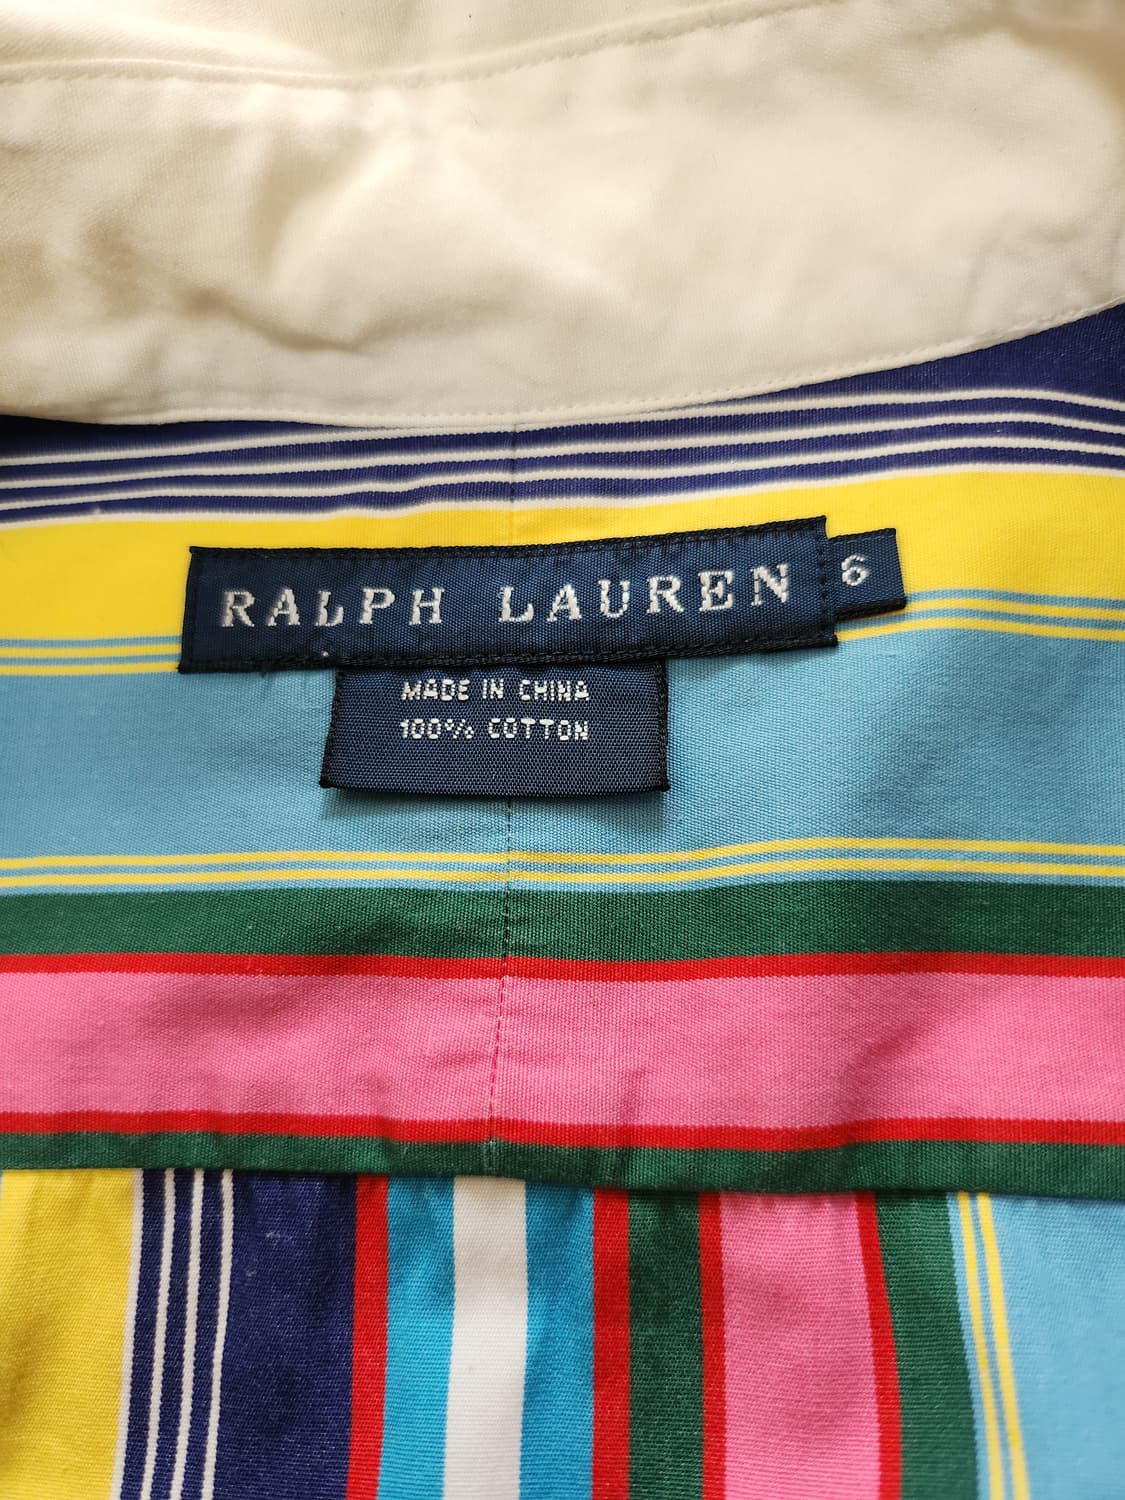 RALPH LAUREN
6
MADE IN CHINA
100% COTTON